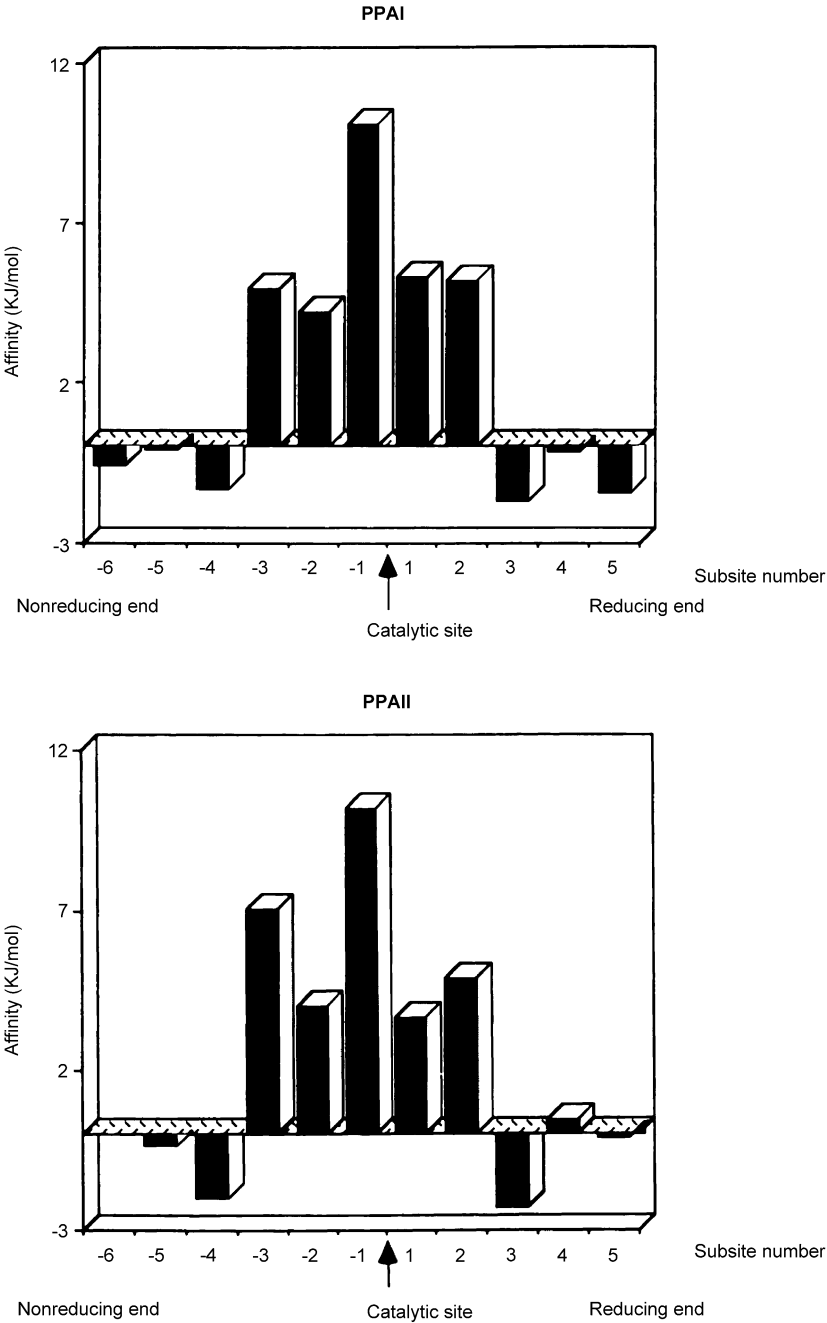 PPAI
12
7
2
-3
Affinity (KJ/mol)
-6 -5 -4 -3 -2 -1 1 2 3 4 5
Subsite number
Nonreducing end
Reducing end
Catalytic site
PPAII
12
7
2
-3
Affinity (KJ/mol)
-6 -5 -4 -3 -2 -1 1 2 3 4 5
Subsite number
Nonreducing end
Reducing end
Catalytic site